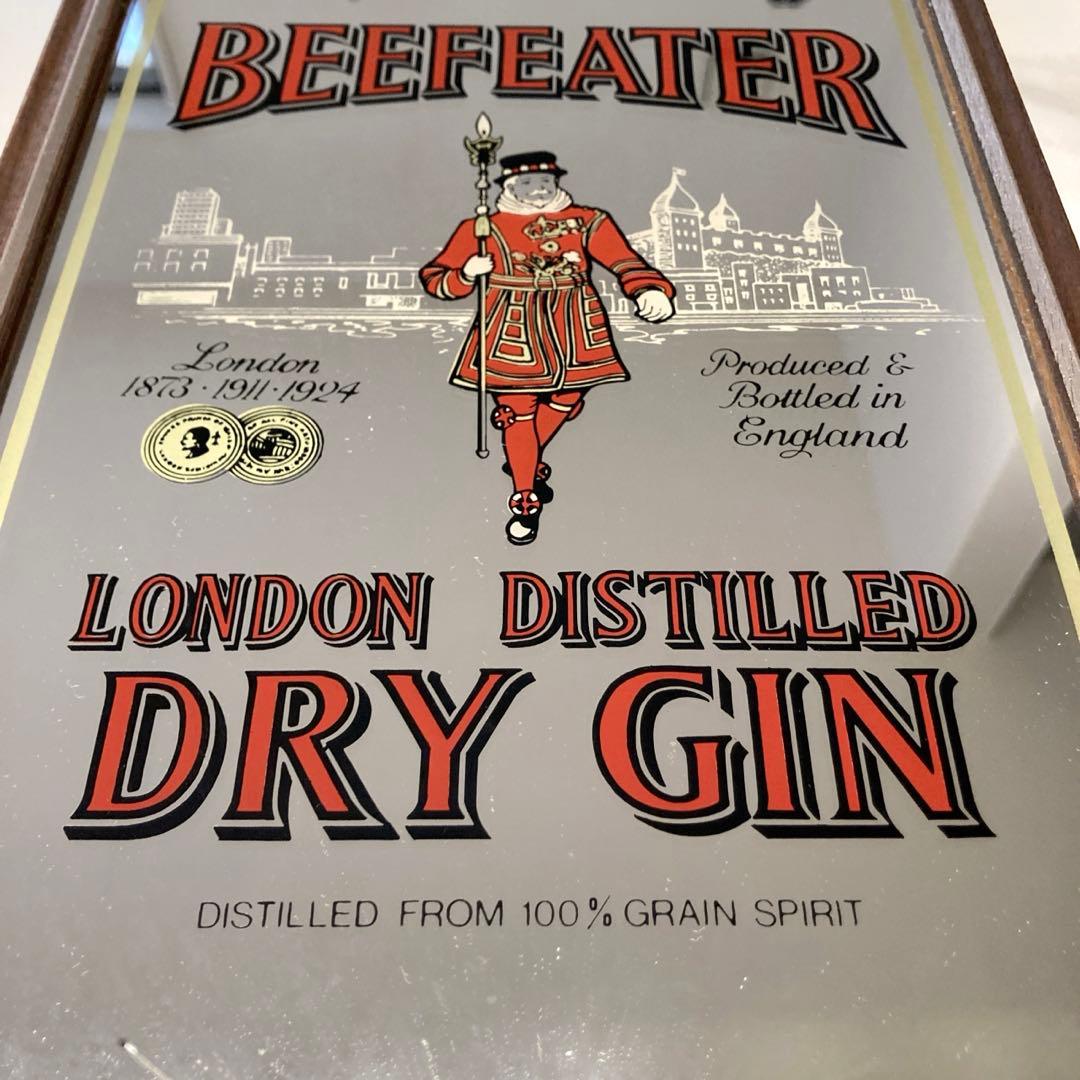 BEEFEATER
London
1873 · 1911 · 1924
Produced &
Bottled in
England
LONDON DISTILLED
DRY GIN
DISTILLED FROM 100% GRAIN SPIRIT